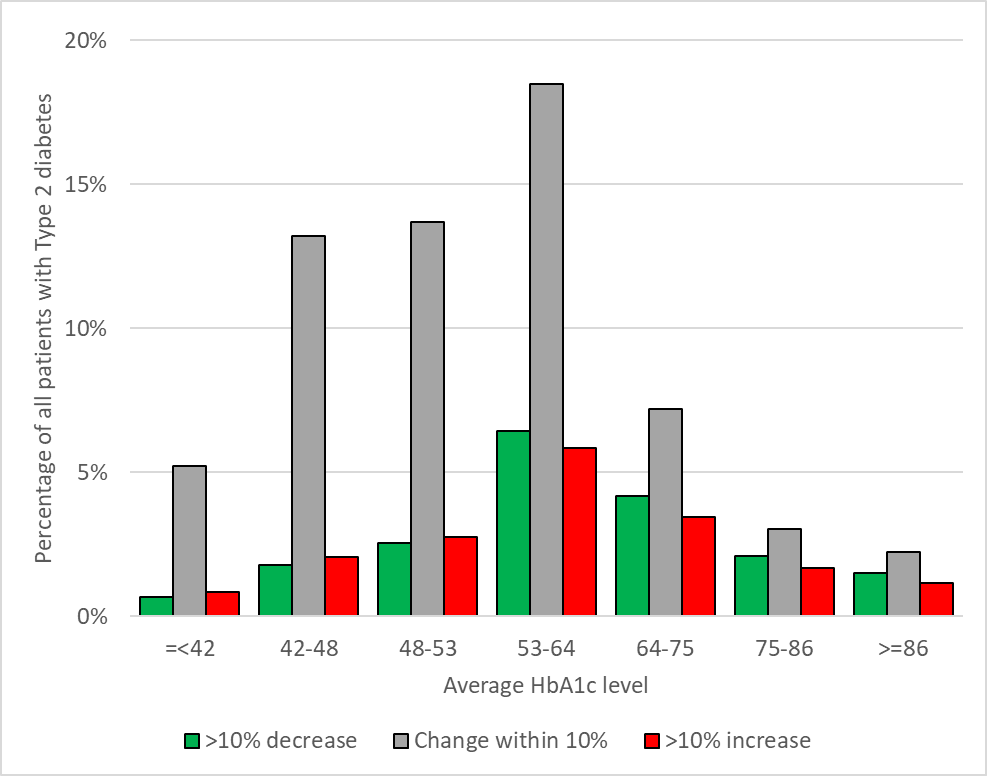 20%
15%
10%
5%
0%
Percentage of all patients with Type 2 diabetes
=<42 42-48 48-53 53-64 64-75 75-86 >=86
Average HbA1c level
>10% decrease Change within 10% >10% increase